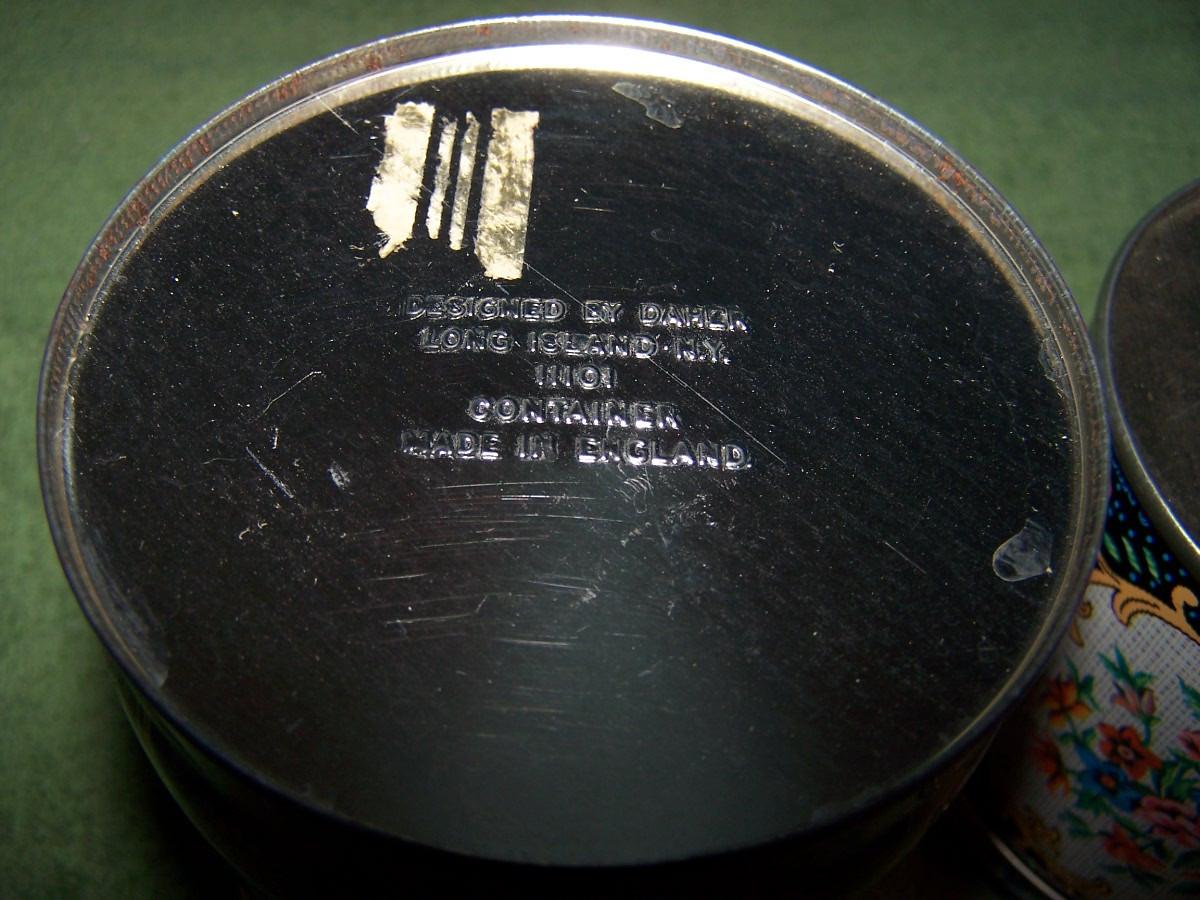 DESIGNED BY DAHER
LONG ISLAND N.Y.
11101
CONTAINER
MADE IN ENGLAND.